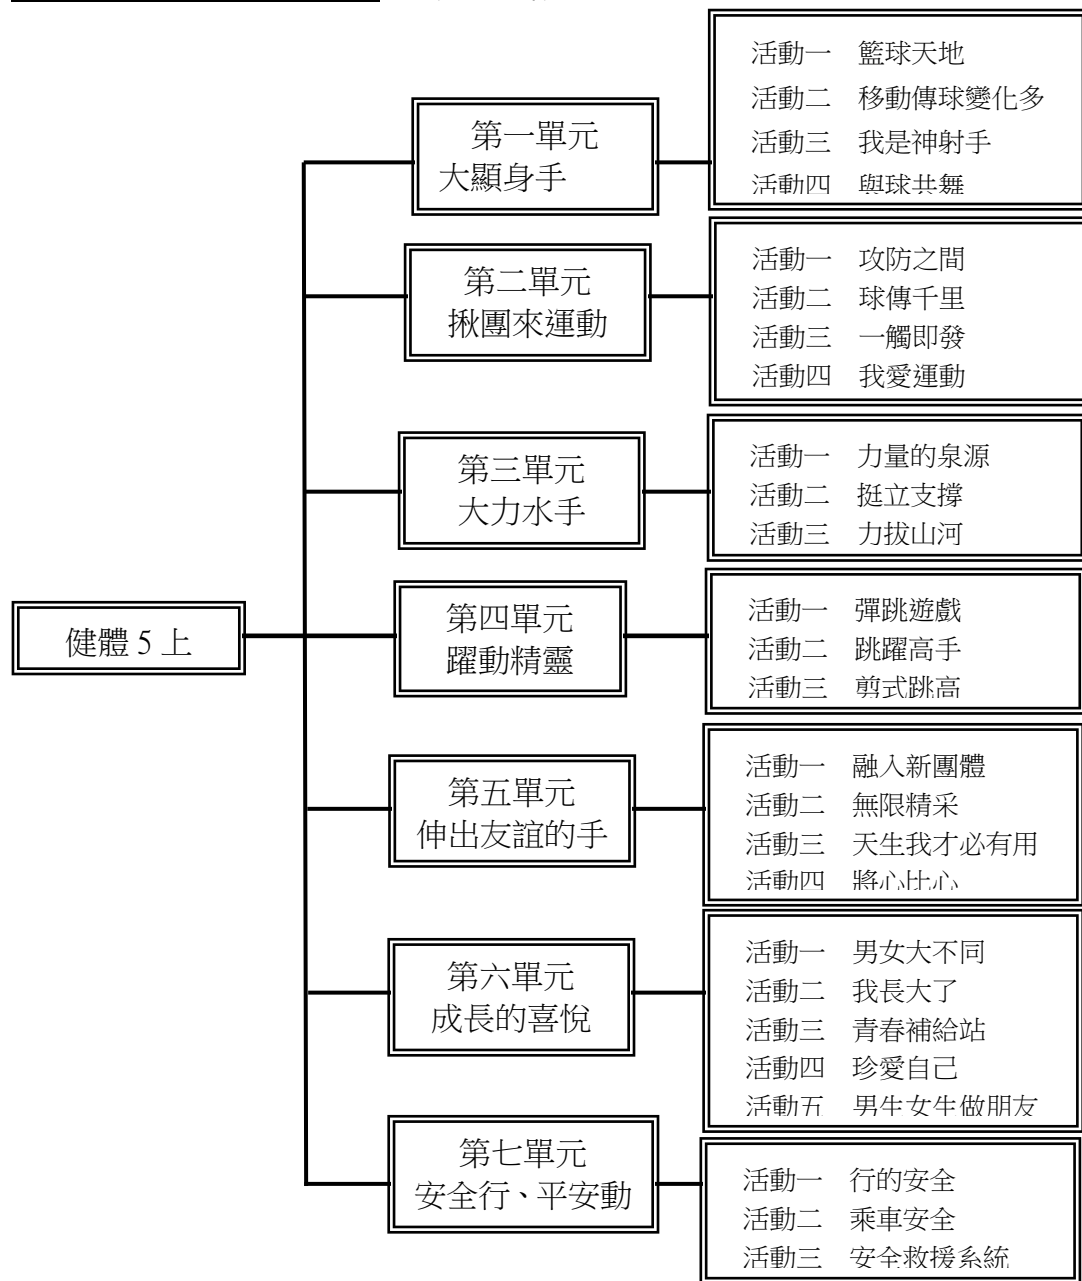 健體 5 上
第一單元
大顯身手
活動一 籃球天地
活動二 移動傳球變化多
活動三 我是神射手
活動四 與球共舞
第二單元
揪團來運動
活動一 攻防之間
活動二 球傳千里
活動三 一觸即發
活動四 我愛運動
第三單元
大力水手
活動一 力量的泉源
活動二 挺立支撐
活動三 力拔山河
第四單元
躍動精靈
活動一 彈跳遊戲
活動二 跳躍高手
活動三 剪式跳高
第五單元
伸出友誼的手
活動一 融入新團體
活動二 無限精采
活動三 天生我才必有用
活動四 將心比心
第六單元
成長的喜悅
活動一 男女大不同
活動二 我長大了
活動三 青春補給站
活動四 珍愛自己
活動五 男生女生做朋友
第七單元
安全行、平安動
活動一 行的安全
活動二 乘車安全
活動三 安全救援系統